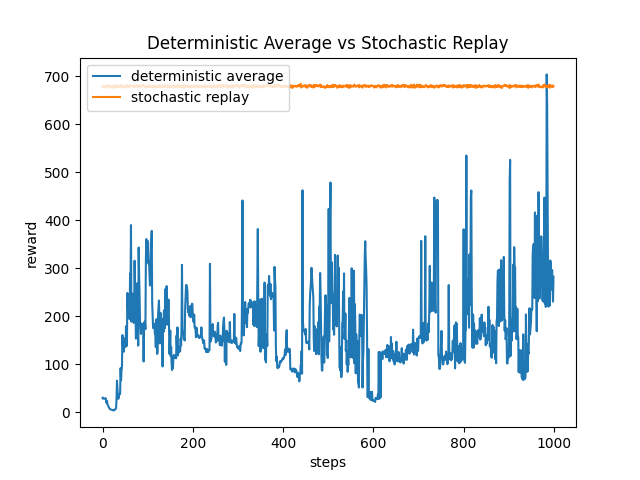 Deterministic Average vs Stochastic Replay
deterministic average
stochastic replay
700
600
500
400
300
200
100
0
reward
0 200 400 600 800 1000
steps